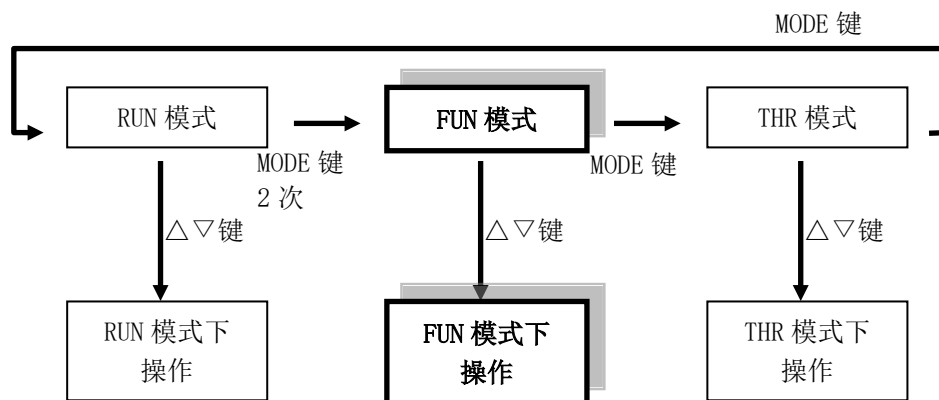 MODE 键
RUN 模式
FUN 模式
THR 模式
MODE 键
2 次
MODE 键
△▽键
△▽键
△▽键
RUN 模式下
操作
FUN 模式下
操作
THR 模式下
操作